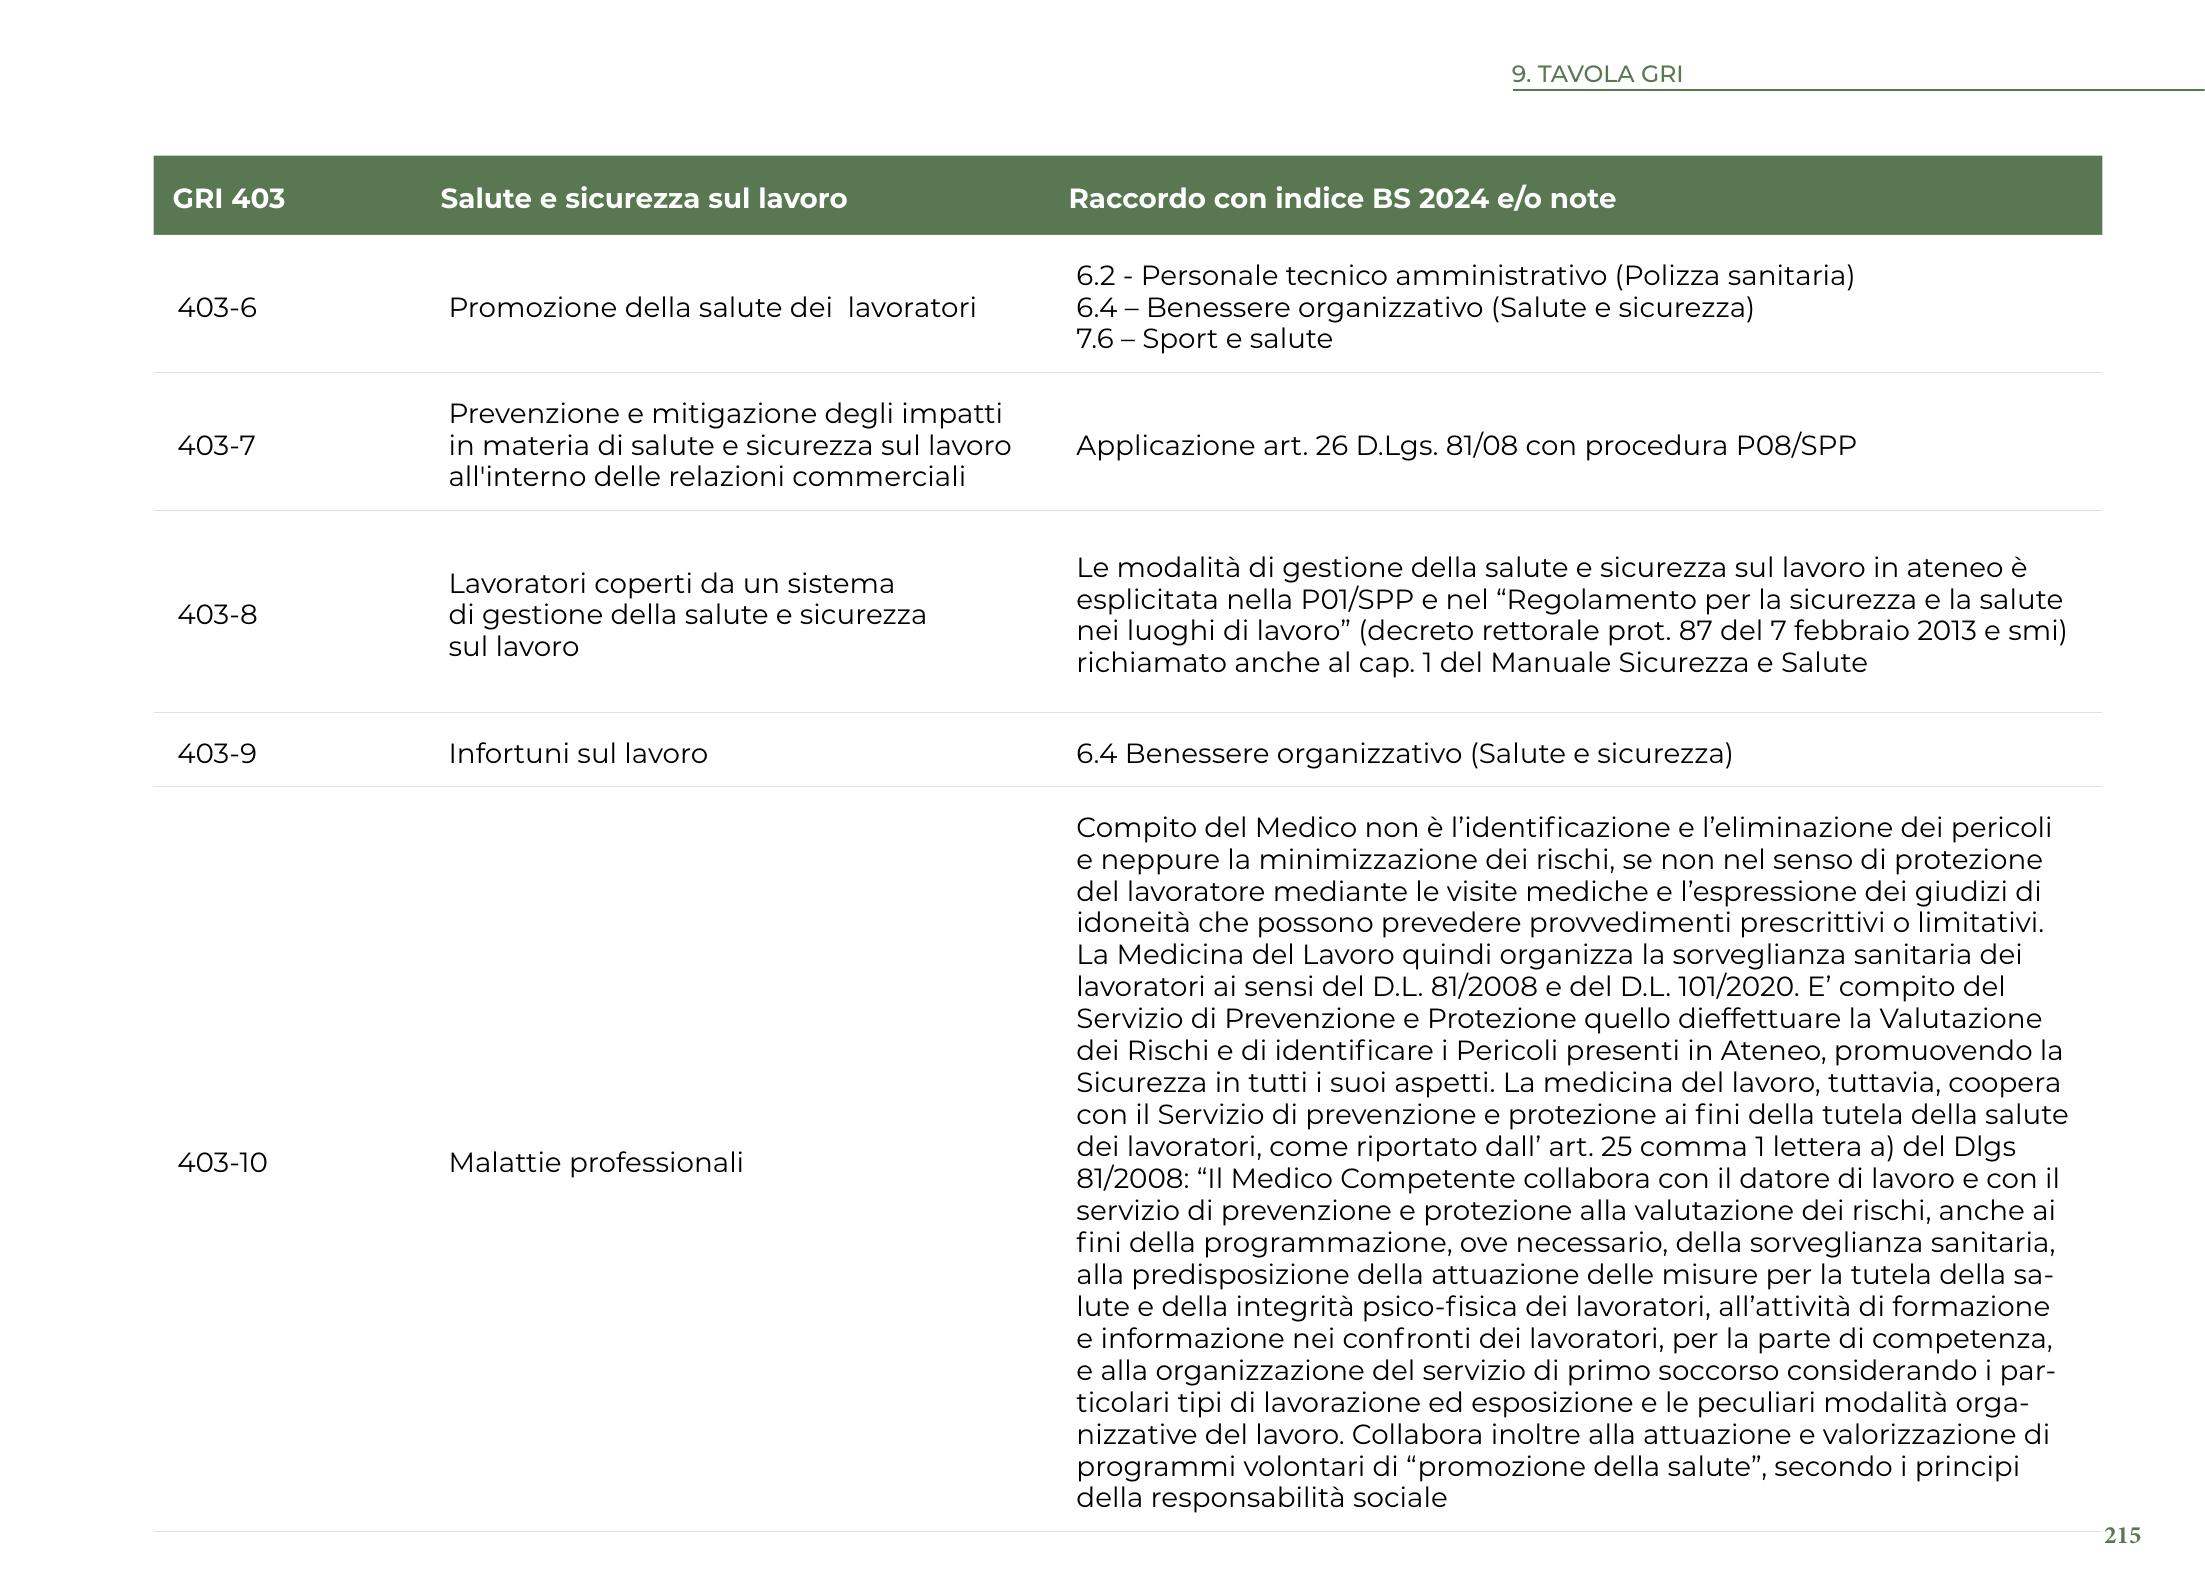 9. TAVOLA GRI
GRI 403 Salute e sicurezza sul lavoro Raccordo con indice BS 2024 e/o note
403-6
Promozione della salute dei  lavoratori
6.2 - Personale tecnico amministrativo (Polizza sanitaria)
6.4 – Benessere organizzativo (Salute e sicurezza)
7.6 – Sport e salute
403-7
Prevenzione e mitigazione degli impatti
in materia di salute e sicurezza sul lavoro
all'interno delle relazioni commerciali
Applicazione art. 26 D.Lgs. 81/08 con procedura P08/SPP
403-8
Lavoratori coperti da un sistema
di gestione della salute e sicurezza
sul lavoro
Le modalità di gestione della salute e sicurezza sul lavoro in ateneo è
esplicitata nella P01/SPP e nel “Regolamento per la sicurezza e la salute
nei luoghi di lavoro” (decreto rettorale prot. 87 del 7 febbraio 2013 e smi)
richiamato anche al cap. 1 del Manuale Sicurezza e Salute
403-9
Infortuni sul lavoro
6.4 Benessere organizzativo (Salute e sicurezza)
403-10
Malattie professionali
Compito del Medico non è l’identificazione e l’eliminazione dei pericoli
e neppure la minimizzazione dei rischi, se non nel senso di protezione
del lavoratore mediante le visite mediche e l’espressione dei giudizi di
idoneità che possono prevedere provvedimenti prescrittivi o limitativi.
La Medicina del Lavoro quindi organizza la sorveglianza sanitaria dei
lavoratori ai sensi del D.L. 81/2008 e del D.L. 101/2020. E’ compito del
Servizio di Prevenzione e Protezione quello dieffettuare la Valutazione
dei Rischi e di identificare i Pericoli presenti in Ateneo, promuovendo la
Sicurezza in tutti i suoi aspetti. La medicina del lavoro, tuttavia, coopera
con il Servizio di prevenzione e protezione ai fini della tutela della salute
dei lavoratori, come riportato dall’ art. 25 comma 1 lettera a) del Dlgs
81/2008: “Il Medico Competente collabora con il datore di lavoro e con il
servizio di prevenzione e protezione alla valutazione dei rischi, anche ai
fini della programmazione, ove necessario, della sorveglianza sanitaria,
alla predisposizione della attuazione delle misure per la tutela della sa-
lute e della integrità psico-fisica dei lavoratori, all’attività di formazione
e informazione nei confronti dei lavoratori, per la parte di competenza,
e alla organizzazione del servizio di primo soccorso considerando i par-
ticolari tipi di lavorazione ed esposizione e le peculiari modalità orga-
nizzative del lavoro. Collabora inoltre alla attuazione e valorizzazione di
programmi volontari di “promozione della salute”, secondo i principi
della responsabilità sociale
215